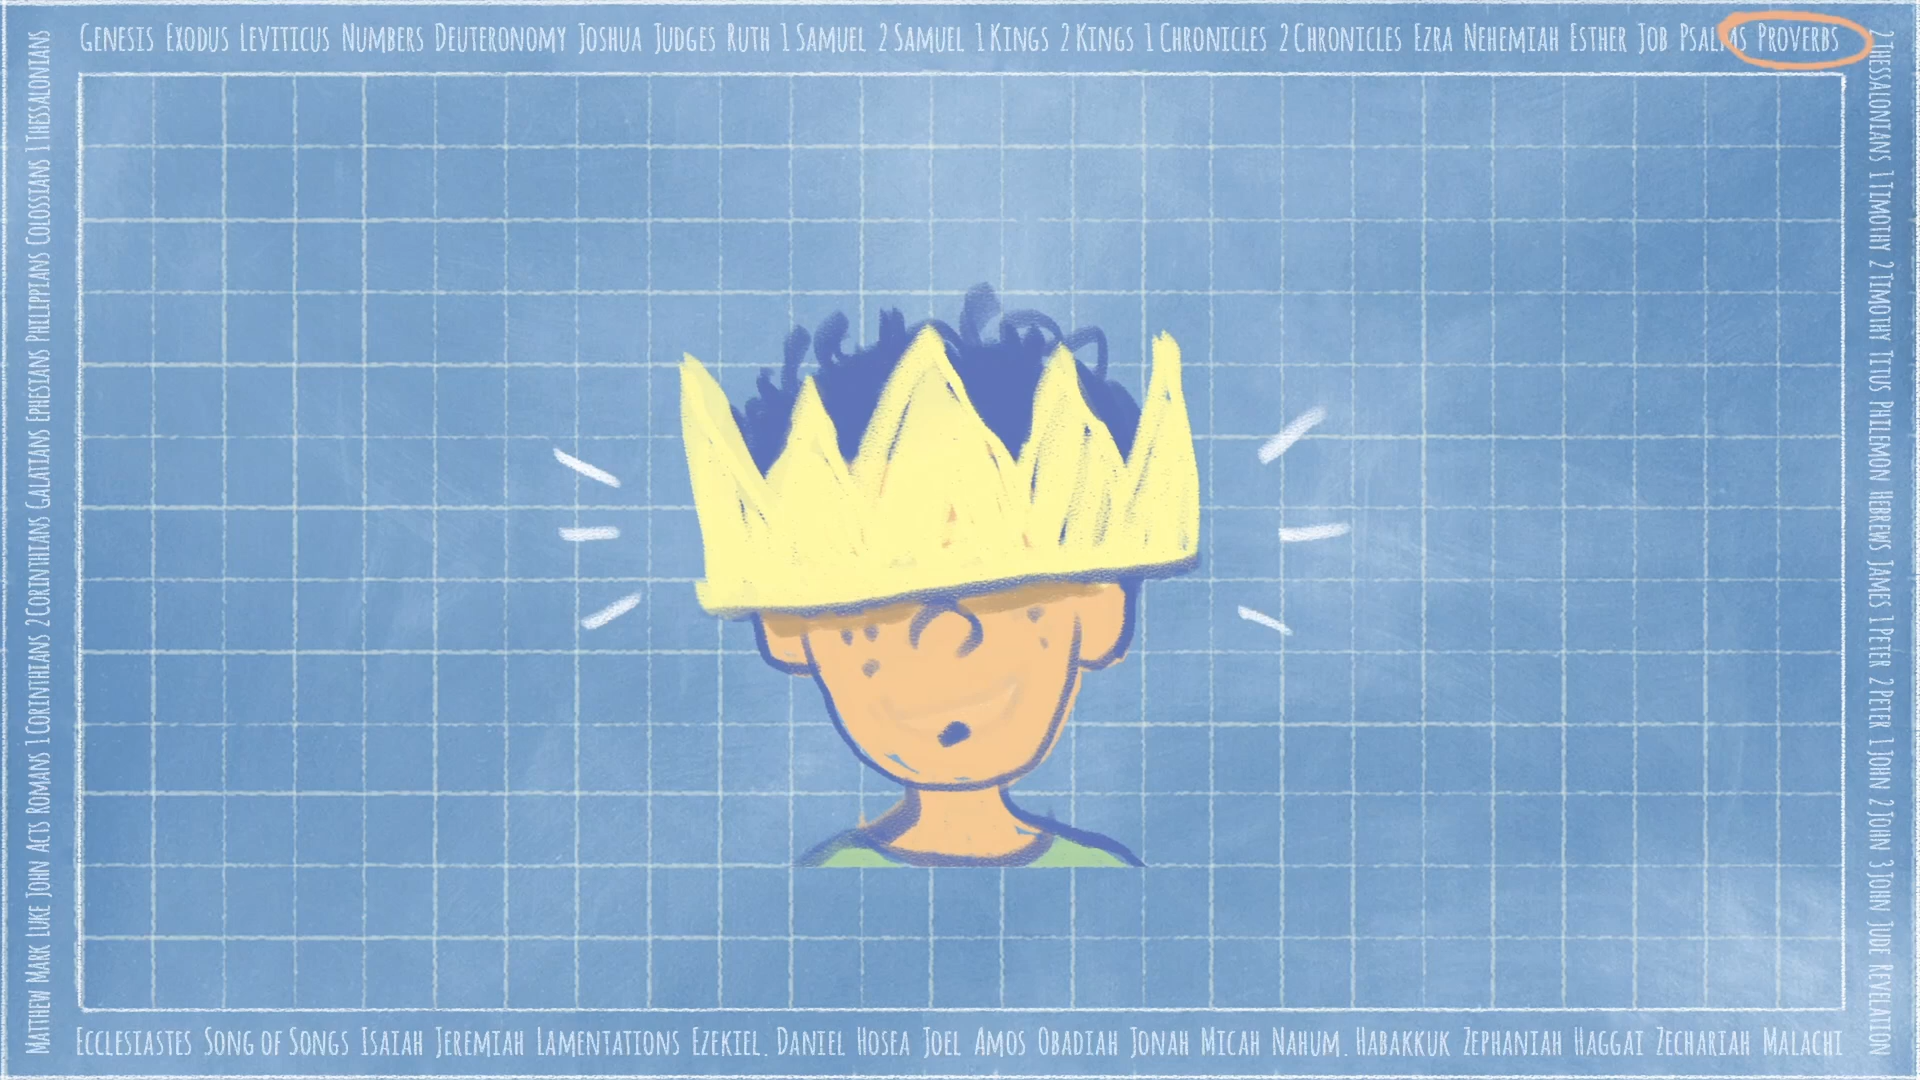 Genesis Exodus Leviticus Numbers Deuteronomy Joshua Judges Ruth 1 Samuel 2 Samuel 1 Kings 2 Kings 1 Chronicles 2 Chronicles Ezra Nehemiah Esther Job Psalms Proverbs
Ecclesiastes Song of Songs Isaiah Jeremiah Lamentations Ezekiel. Daniel Hosea Joel Amos Obadiah Jonah Micah Nahum. Habakkuk Zephaniah Haggai Zechariah Malachi
Matthew Mark Luke John Acts Romans 1 Corinthians 2 Corinthians Galatians Ephesians Philippians Colossians 1 Thessalonians
2 Thessalonians 1 Timothy 2 Timothy Titus Philemon Hebrews James 1 Peter 2 Peter 1 John 2 John 3 John Jude Revelation